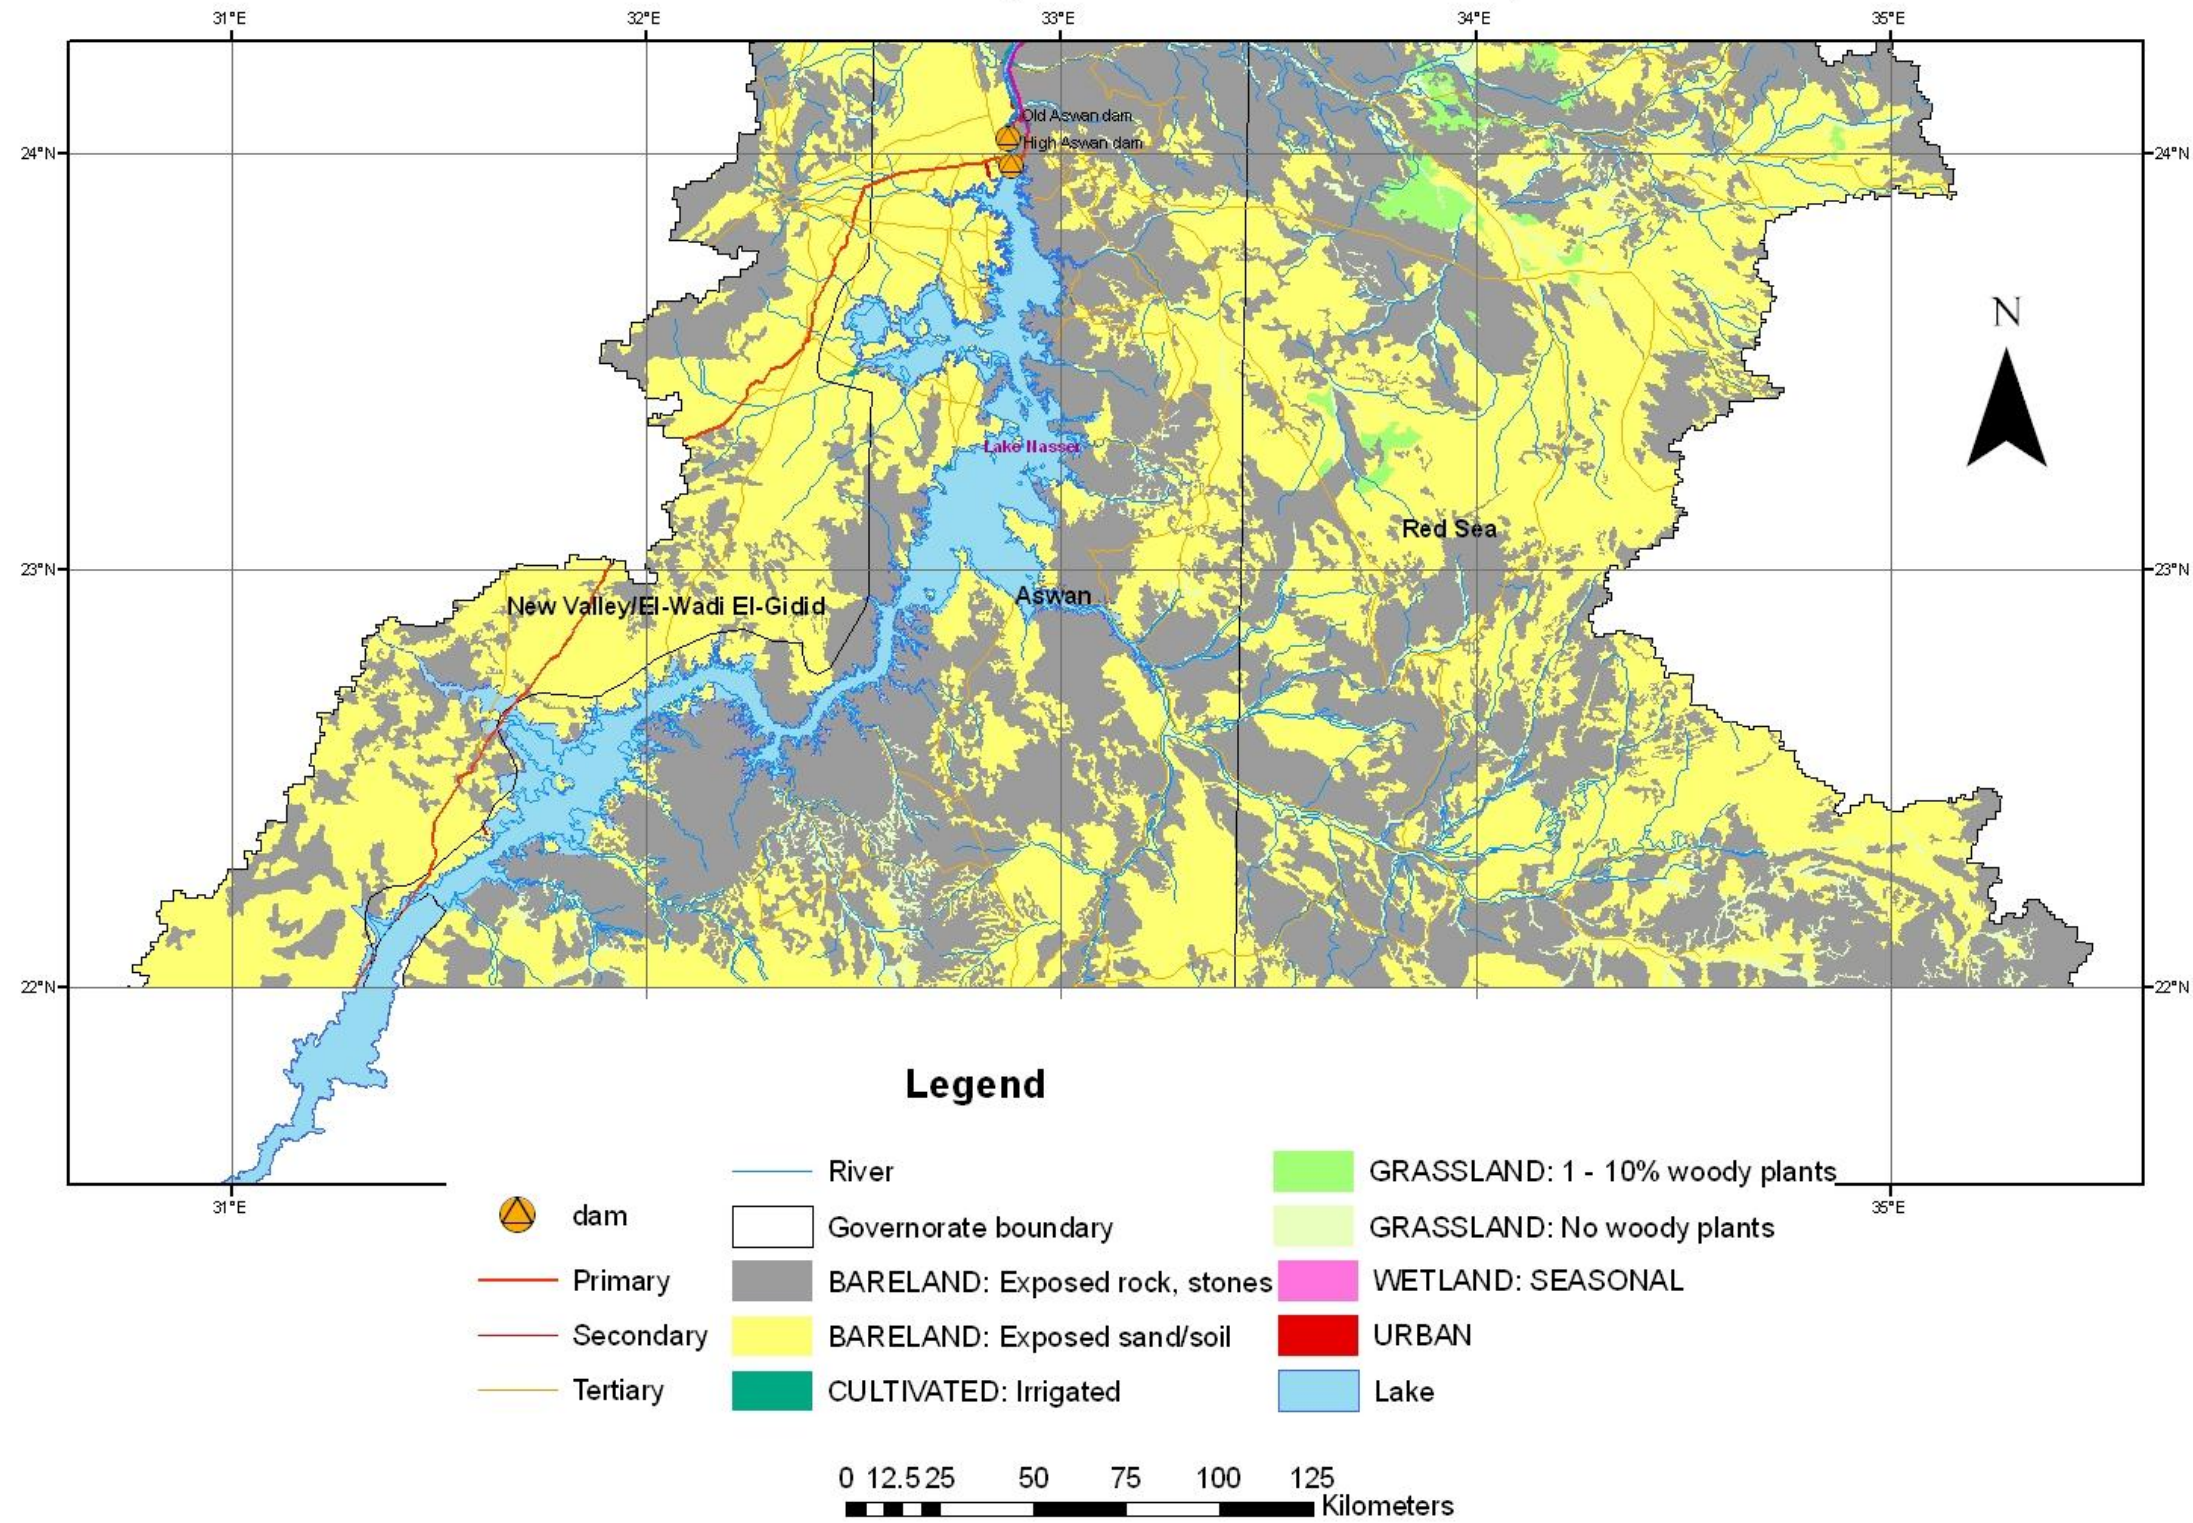 31°E 32°E 33°E 34°E 35°E
Old Aswan dam
High Aswan dam
24°N 24°N
N
Lake Nasser
Red Sea
23°N 23°N
New Valley/El-Wadi El-Gidid
Aswan
22°N 22°N
Legend
31°E 35°E
dam
Primary
Secondary
Tertiary
River
Governorate boundary
BARELAND: Exposed rock, stones
BARELAND: Exposed sand/soil
CULTIVATED: Irrigated
GRASSLAND: 1 - 10% woody plants
GRASSLAND: No woody plants
WETLAND: SEASONAL
URBAN
Lake
0 12.5 25 50 75 100 125
Kilometers